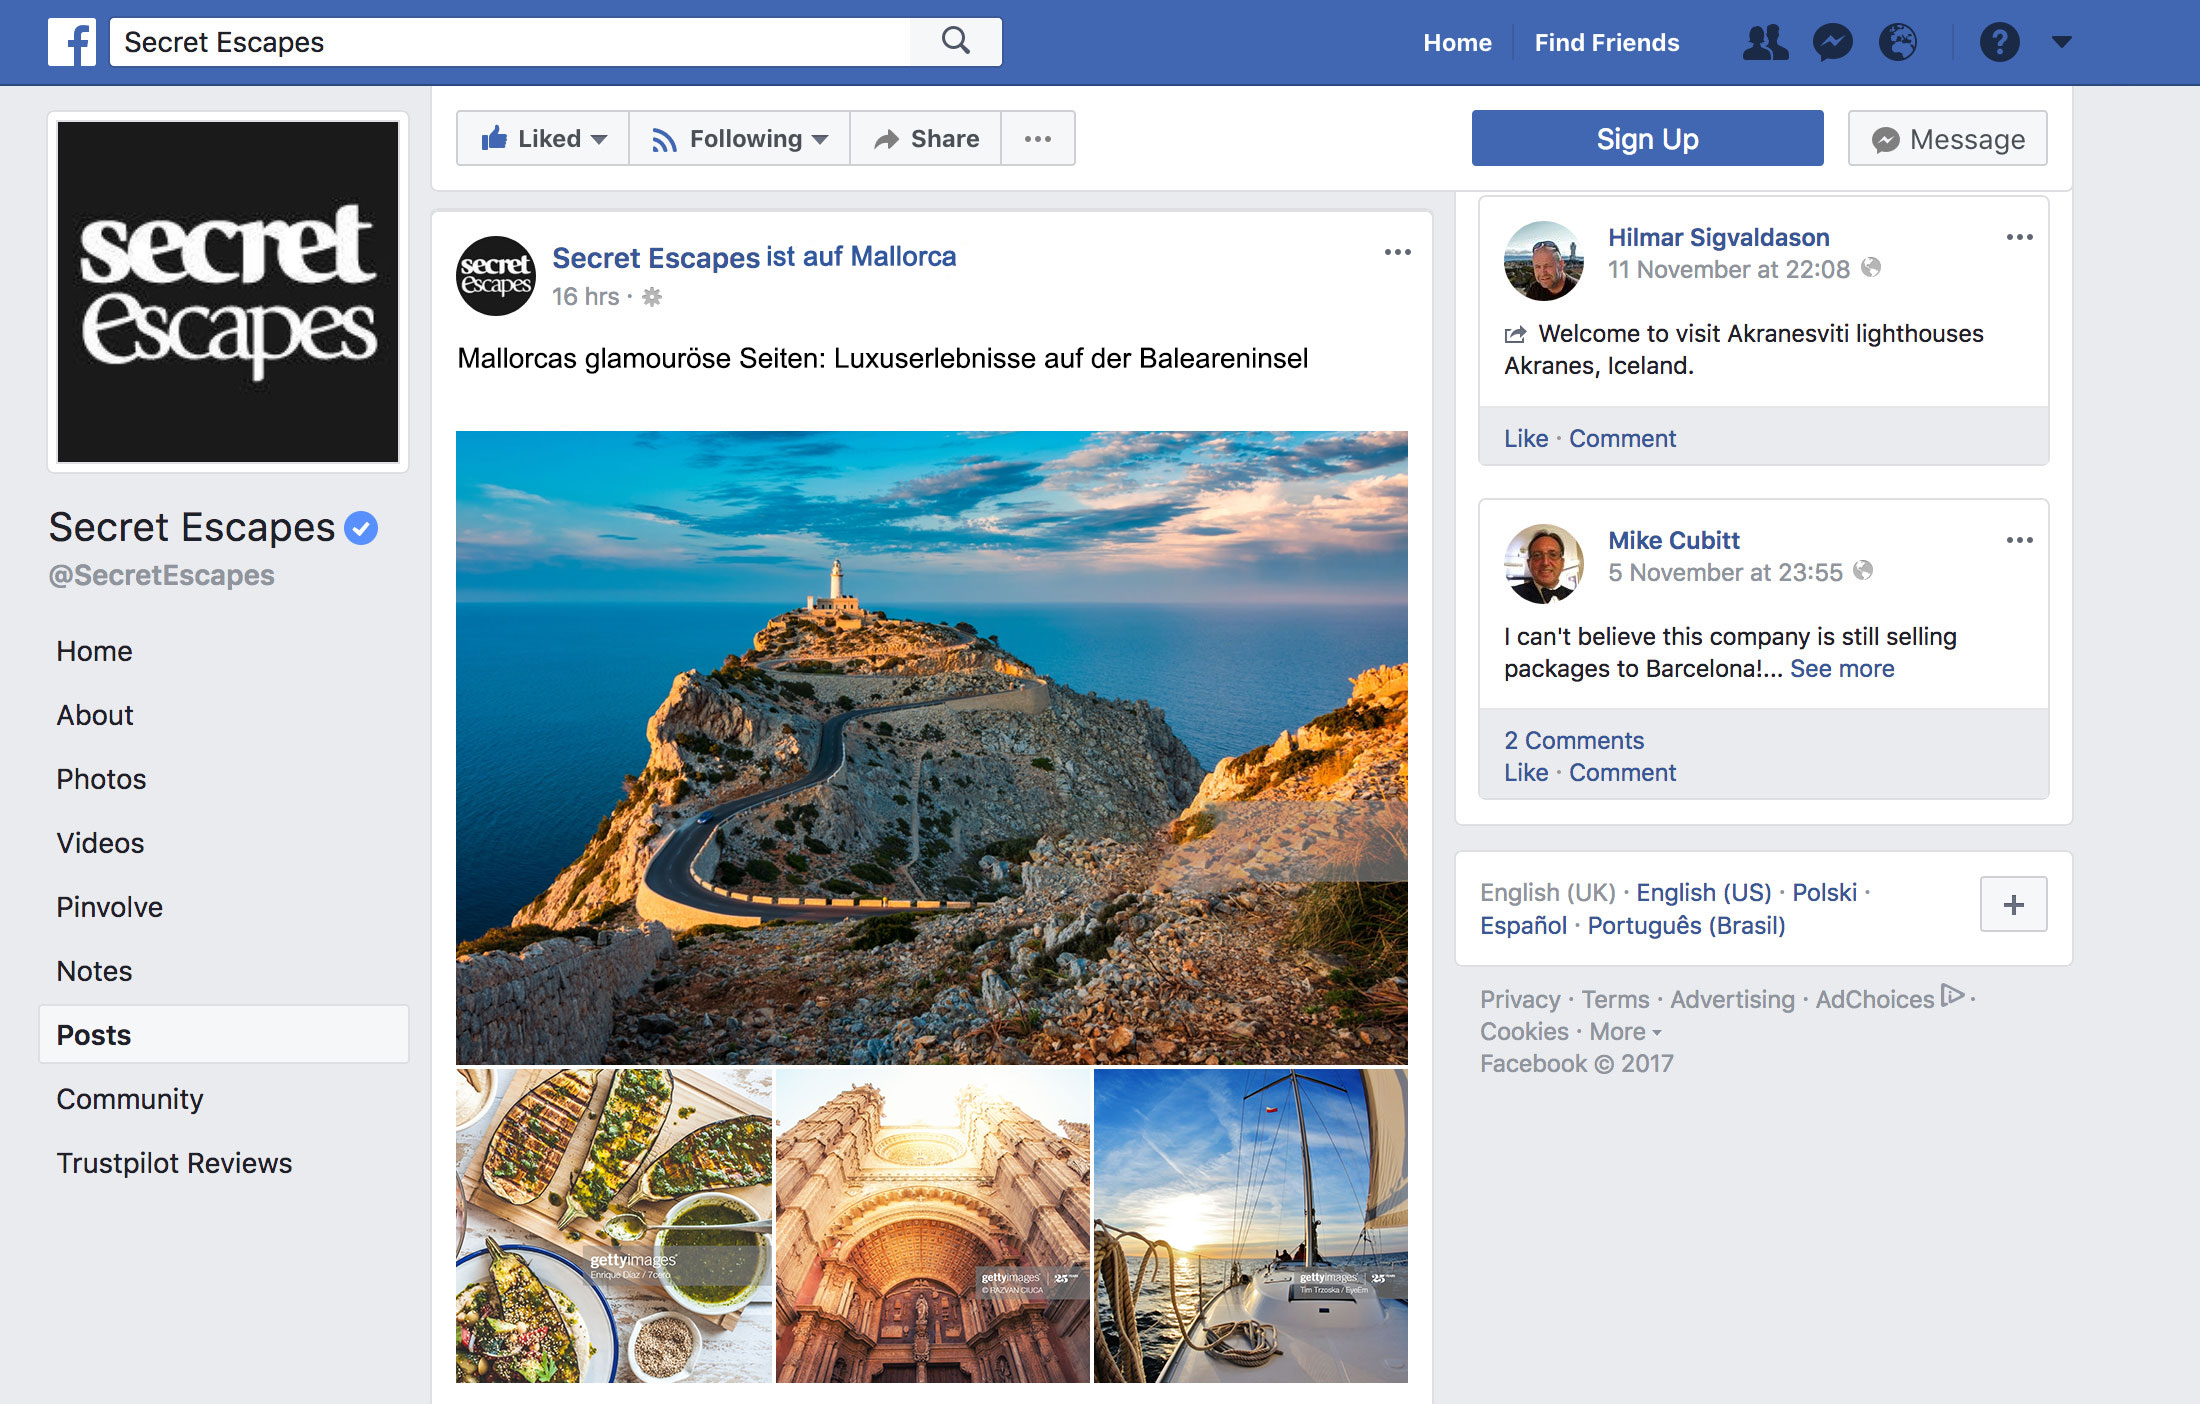 Secret Escapes
Home
Find Friends
secret
escapes
Secret Escapes
@SecretEscapes
Home
About
Photos
Videos
Pinvolve
Notes
Posts
Community
Trustpilot Reviews
Liked
Following
Share
Sign Up
Message
secret
escapes
Secret Escapes ist auf Mallorca
16 hrs ·
Mallorcas glamouröse Seiten: Luxuserlebnisse auf der Baleareninsel
gettyimages
Enrique Díaz / 7cero
gettyimages | 25 YEARS
© RAZVAN CIUCA
gettyimages | 25 YEARS
Tim Trzoska / EyeEm
Hilmar Sigvaldason
11 November at 22:08
Welcome to visit Akranesviti lighthouses
Akranes, Iceland.
Like · Comment
Mike Cubitt
5 November at 23:55
I can't believe this company is still selling
packages to Barcelona!... See more
2 Comments
Like · Comment
English (UK) · English (US) · Polski ·
Español · Português (Brasil)
Privacy · Terms · Advertising · AdChoices ·
Cookies · More
Facebook © 2017